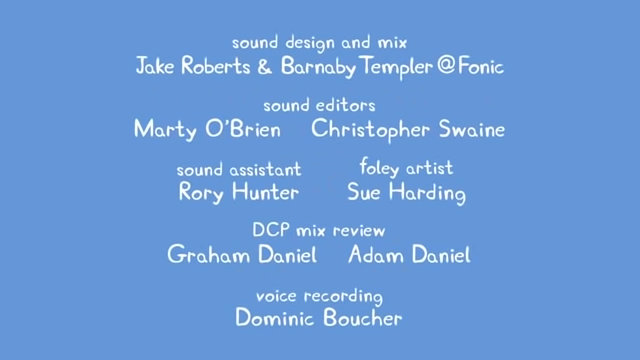 sound design and mix
Jake Roberts & Barnaby Templer @ Fonic
sound editors
Marty O'Brien Christopher Swaine
sound assistant foley artist
Rory Hunter Sue Harding
DCP mix review
Graham Daniel Adam Daniel
voice recording
Dominic Boucher